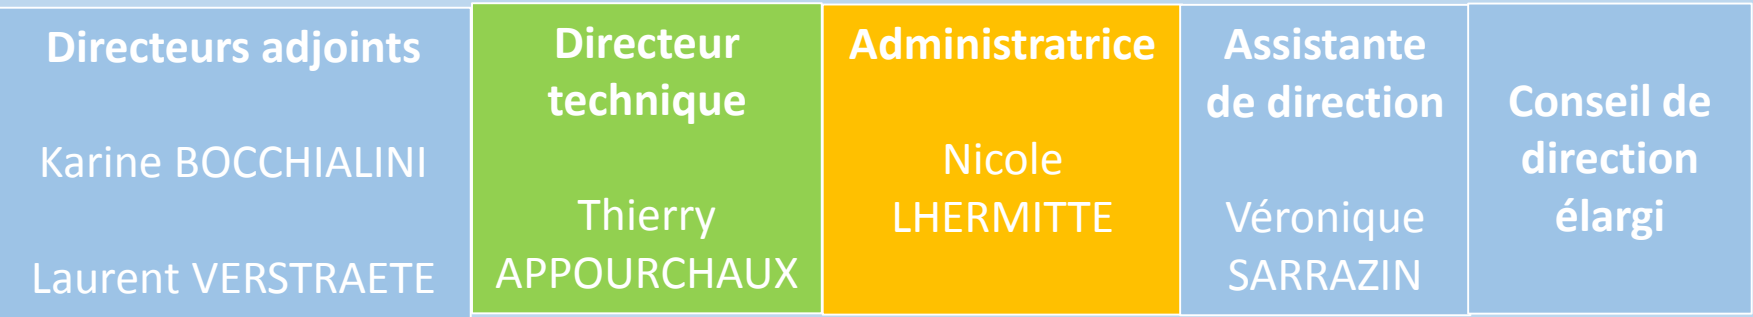 Directeurs adjoints
Karine BOCCHIALINI
Laurent VERSTRAETE
Directeur
technique
Thierry
APPOURCHAUX
Administratrice
Nicole
LHERMITTE
Assistante
de direction
Véronique
SARRAZIN
Conseil de
direction
élargi